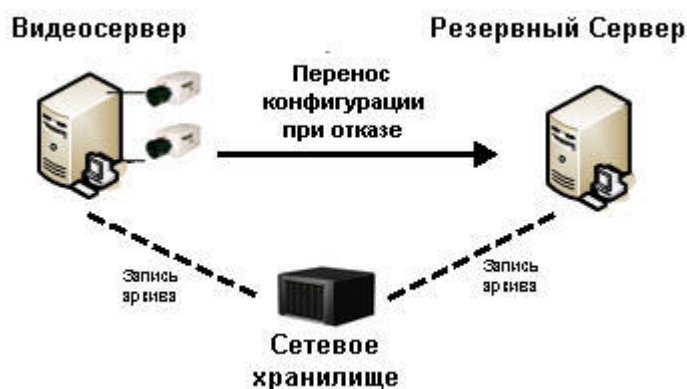 Видеосервер
Резервный Сервер
Перенос
конфигурации
при отказе
Запись
архива
Запись
архива
Сетевое
хранилище